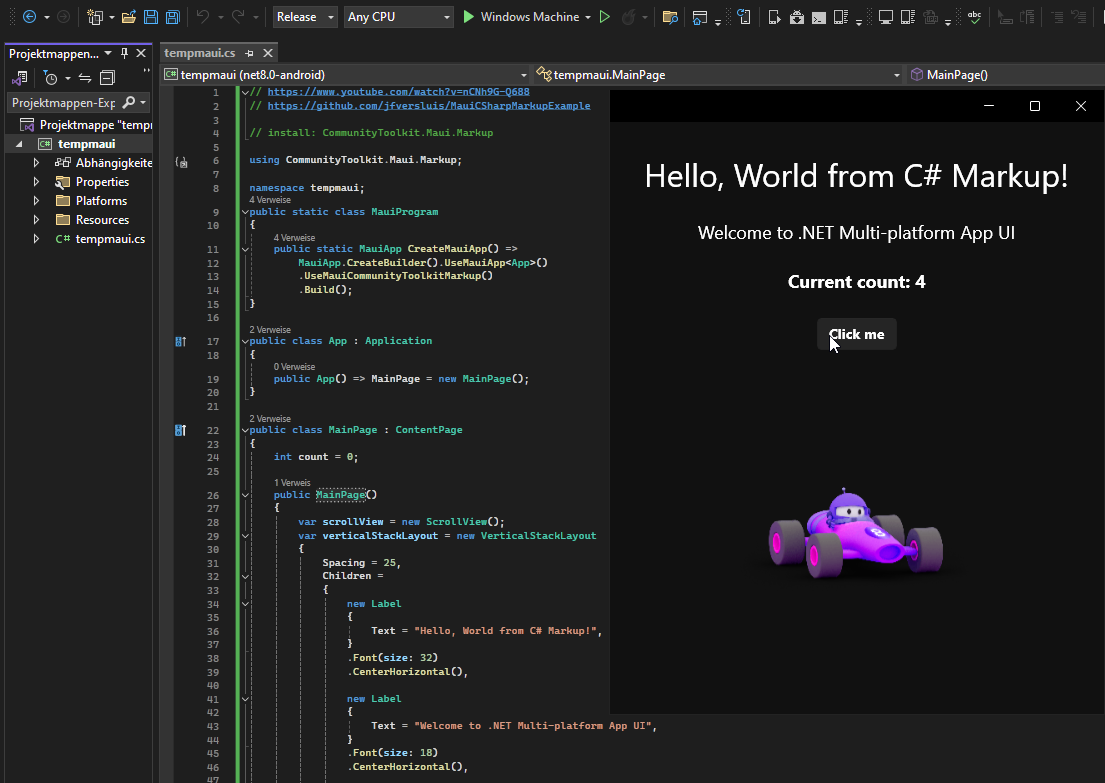 Release
Any CPU
Windows Machine
abc
Projektmappen...
tempmaui.cs
tempmaui (net8.0-android)
tempmaui.MainPage
MainPage()
Projektmappen-Exp
Projektmappe "temp
tempmaui
Abhängigkeite
Properties
Platforms
Resources
C# tempmaui.cs
1 // https://www.youtube.com/watch?v=nCNh9G-Q688
2 // https://github.com/jfversluis/MauiCSharpMarkupExample
3
4 // install: CommunityToolkit.Maui.Markup
5
6 using CommunityToolkit.Maui.Markup;
7
8 namespace tempmaui;
4 Verweise
9 public static class MauiProgram
10 {
4 Verweise
11 public static MauiApp CreateMauiApp() =>
12 MauiApp.CreateBuilder().UseMauiApp<App>()
13 .UseMauiCommunityToolkitMarkup()
14 .Build();
15 }
16
2 Verweise
17 public class App : Application
18 {
0 Verweise
19 public App() => MainPage = new MainPage();
20 }
21
2 Verweise
22 public class MainPage : ContentPage
23 {
24 int count = 0;
25
1 Verweis
26 public MainPage()
27 {
28 var scrollView = new ScrollView();
29 var verticalStackLayout = new VerticalStackLayout
30 {
31 Spacing = 25,
32 Children =
33 {
34 new Label
35 {
36 Text = "Hello, World from C# Markup!",
37 }
38 .Font(size: 32)
39 .CenterHorizontal(),
40
41 new Label
42 {
43 Text = "Welcome to .NET Multi-platform App UI",
44 }
45 .Font(size: 18)
46 .CenterHorizontal(),
47
Hello, World from C# Markup!
Welcome to .NET Multi-platform App UI
Current count: 4
Click me